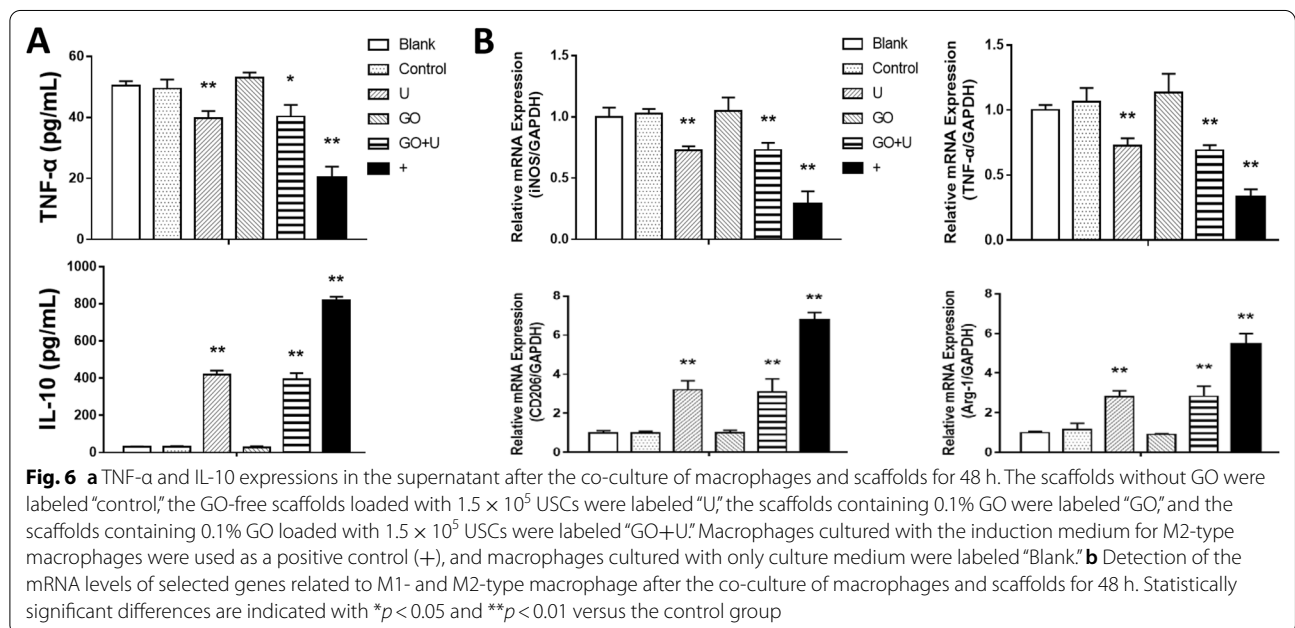 A
60
40
20
0
TNF-α (pg/mL)
**
*
**
Blank
Control
U
GO
GO+U
+
1000
800
600
400
200
0
IL-10 (pg/mL)
**
**
**
B
1.5
1.0
0.5
0.0
Relative mRNA Expression
(iNOS/GAPDH)
**
**
**
Blank
Control
U
GO
GO+U
+
1.5
1.0
0.5
0.0
Relative mRNA Expression
(TNF-α/GAPDH)
**
**
**
8
6
4
2
0
Relative mRNA Expression
(CD206/GAPDH)
**
**
**
8
6
4
2
0
Relative mRNA Expression
(Arg-1/GAPDH)
**
**
**
Fig. 6 a TNF-α and IL-10 expressions in the supernatant after the co-culture of macrophages and scaffolds for 48 h. The scaffolds without GO were
labeled “control,” the GO-free scaffolds loaded with 1.5 × 10⁵ USCs were labeled “U,” the scaffolds containing 0.1% GO were labeled “GO,” and the
scaffolds containing 0.1% GO loaded with 1.5 × 10⁵ USCs were labeled “GO+U.” Macrophages cultured with the induction medium for M2-type
macrophages were used as a positive control (+), and macrophages cultured with only culture medium were labeled “Blank.” b Detection of the
mRNA levels of selected genes related to M1- and M2-type macrophage after the co-culture of macrophages and scaffolds for 48 h. Statistically
significant differences are indicated with *p < 0.05 and **p < 0.01 versus the control group